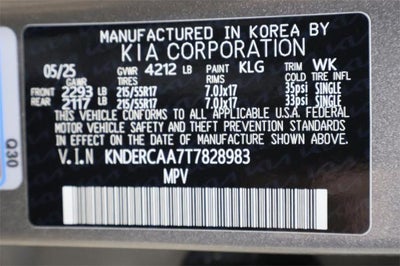 MANUFACTURED IN KOREA BY
KIA CORPORATION
05/25 GVWR 4212 LB PAINT KLG TRIM WK
GAWR TIRE RIM COLD TIRE INFL.
FRONT 2293 LB 215/55R17 7.0Jx17 35psi SINGLE
REAR 2117 LB 215/55R17 7.0Jx17 33psi SINGLE
THIS VEHICLE CONFORMS TO ALL APPLICABLE U.S.A. FEDERAL
MOTOR VEHICLE SAFETY AND THEFT PREVENTION STANDARDS
IN EFFECT ON THE DATE OF MANUFACTURE SHOWN ABOVE.
V.I.N KNDERCAA7T7828983
MPV
Q30